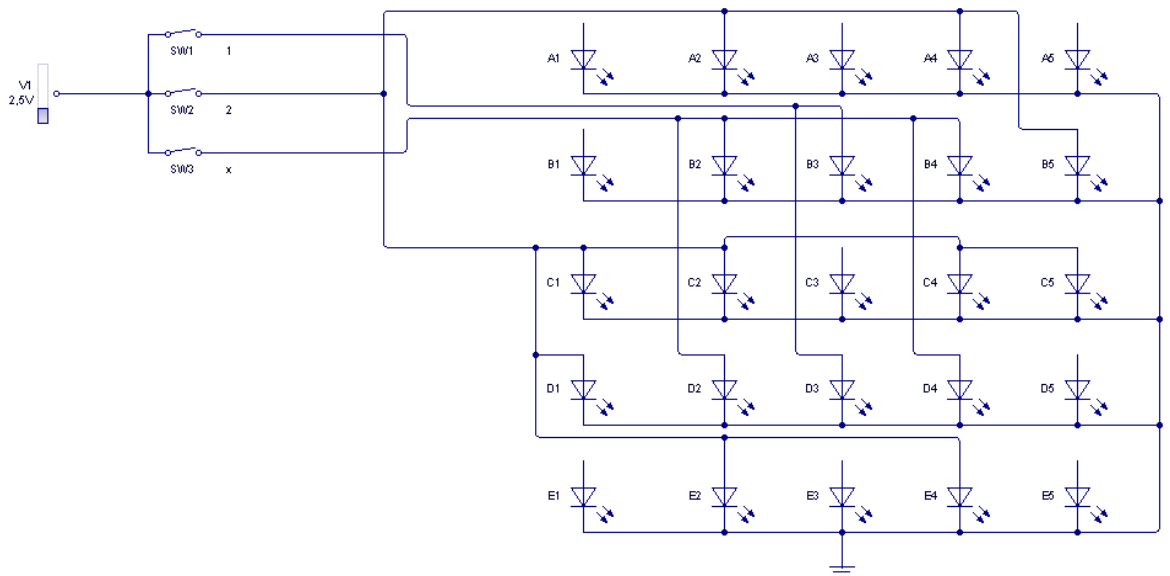 V1
2,5V
SW1 1
SW2 2
SW3 x
A1 A2 A3 A4 A5
B1 B2 B3 B4 B5
C1 C2 C3 C4 C5
D1 D2 D3 D4 D5
E1 E2 E3 E4 E5